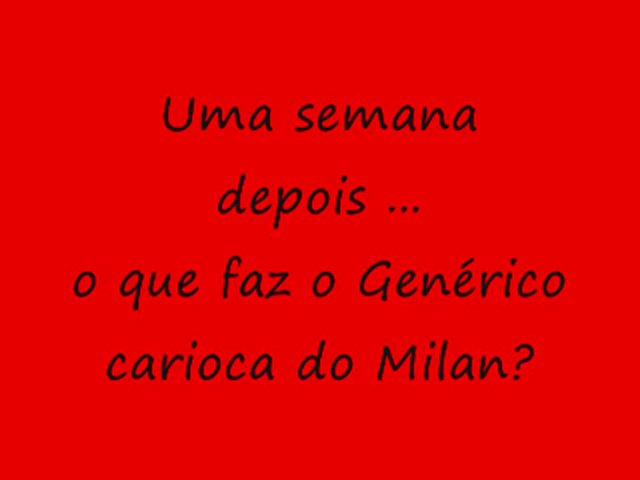 Uma semana
depois ...
o que faz o Genérico
carioca do Milan?